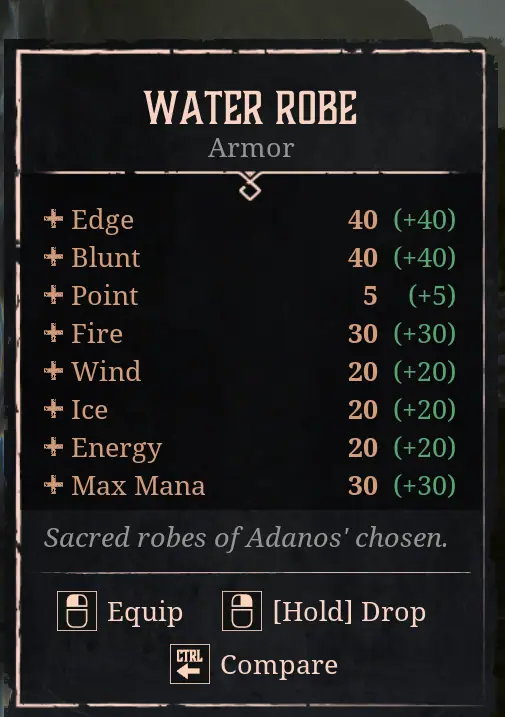 WATER ROBE
Armor
Edge 40 (+40)
Blunt 40 (+40)
Point 5 (+5)
Fire 30 (+30)
Wind 20 (+20)
Ice 20 (+20)
Energy 20 (+20)
Max Mana 30 (+30)
Sacred robes of Adanos' chosen.
Equip [Hold] Drop
CTRL Compare